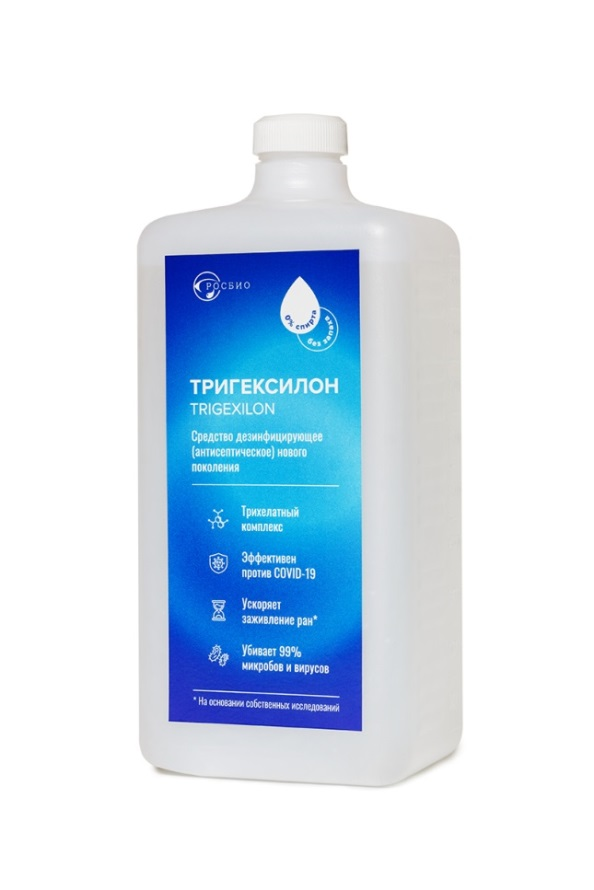 РОСБИО
0% спирта
без запаха
ТРИГЕКСИЛОН
TRIGEXILON
Средство дезинфицирующее
(антисептическое) нового
поколения
Трихелатный
комплекс
Эффективен
против COVID-19
Ускоряет
заживление ран*
Убивает 99%
микробов и вирусов
* На основании собственных исследований